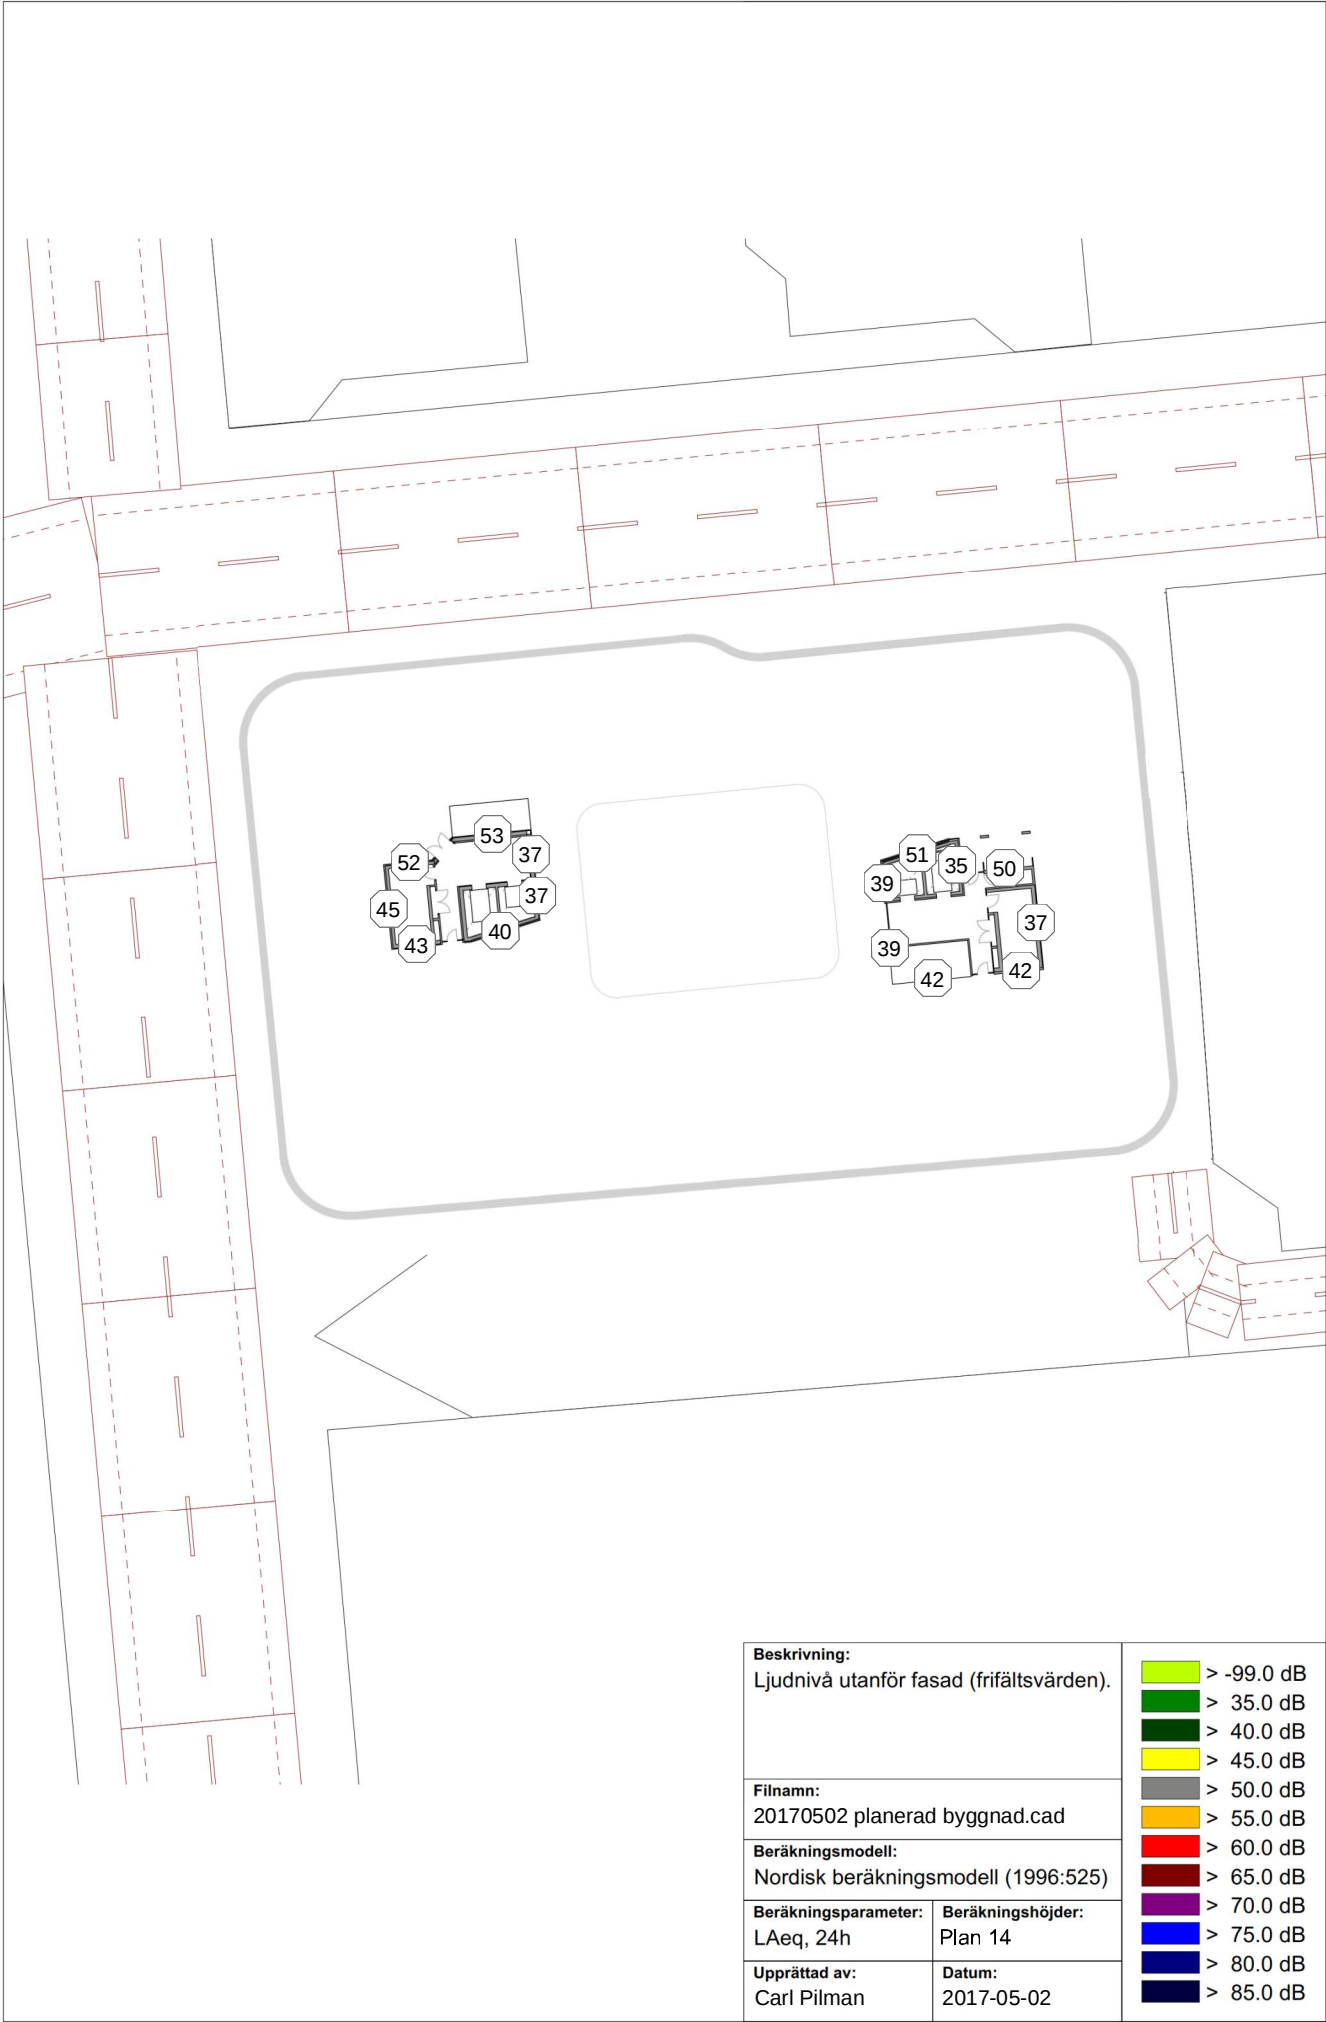 53
52
37
37
45
40
43
51
35
50
39
37
39
42
42
Beskrivning:
Ljudnivå utanför fasad (frifältsvärden).
Filnamn:
20170502 planerad byggnad.cad
Beräkningsmodell:
Nordisk beräkningsmodell (1996:525)
Beräkningsparameter:
LAeq, 24h
Beräkningshöjder:
Plan 14
Upprättad av:
Carl Pilman
Datum:
2017-05-02
> -99.0 dB
> 35.0 dB
> 40.0 dB
> 45.0 dB
> 50.0 dB
> 55.0 dB
> 60.0 dB
> 65.0 dB
> 70.0 dB
> 75.0 dB
> 80.0 dB
> 85.0 dB